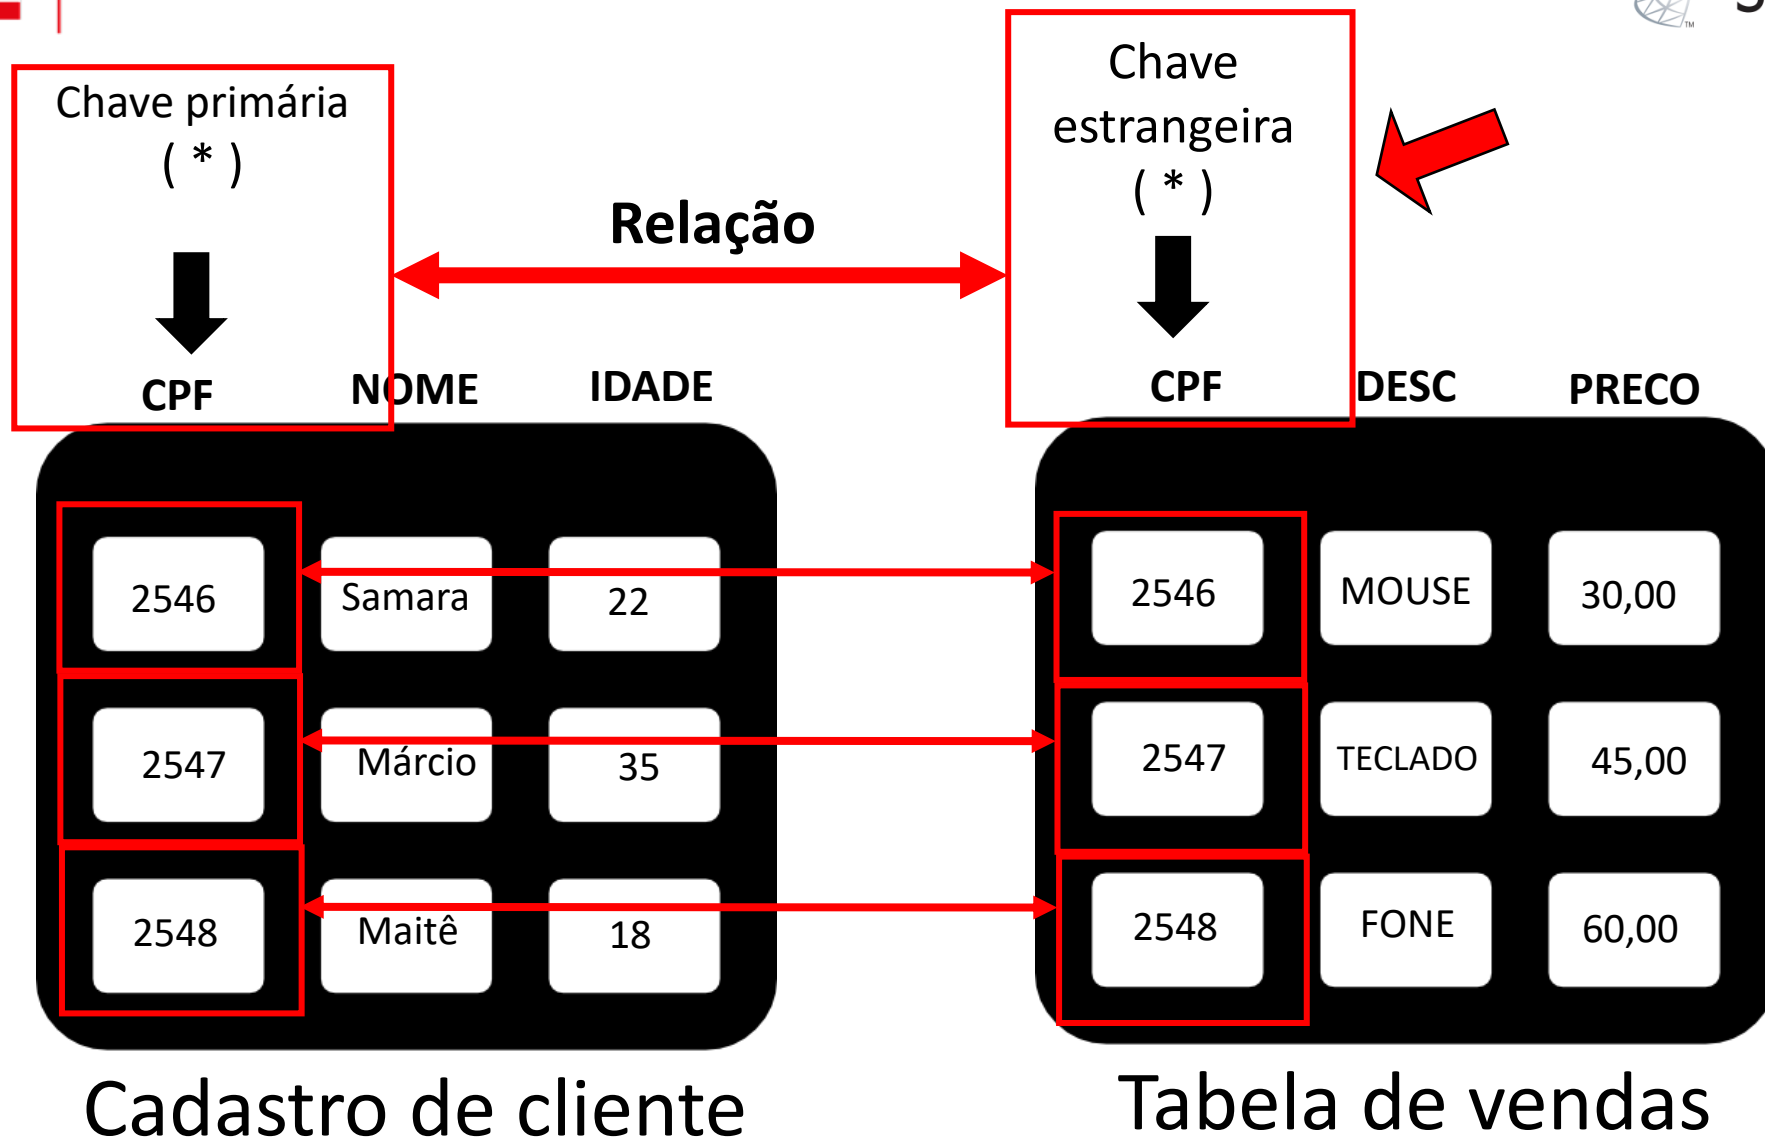 Chave primária
( * )
Chave
estrangeira
( * )
Relação
CPF NOME IDADE
CPF DESC PRECO
2546 Samara 22
2547 Márcio 35
2548 Maitê 18
2546 MOUSE 30,00
2547 TECLADO 45,00
2548 FONE 60,00
Cadastro de cliente
Tabela de vendas